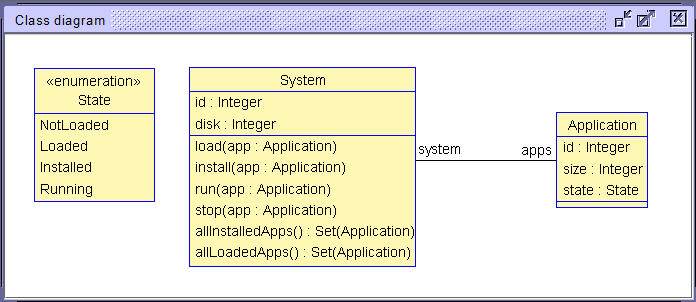 Class diagram
«enumeration»
State
NotLoaded
Loaded
Installed
Running
System
id : Integer
disk : Integer
load(app : Application)
install(app : Application)
run(app : Application)
stop(app : Application)
allInstalledApps() : Set(Application)
allLoadedApps() : Set(Application)
system
apps
Application
id : Integer
size : Integer
state : State